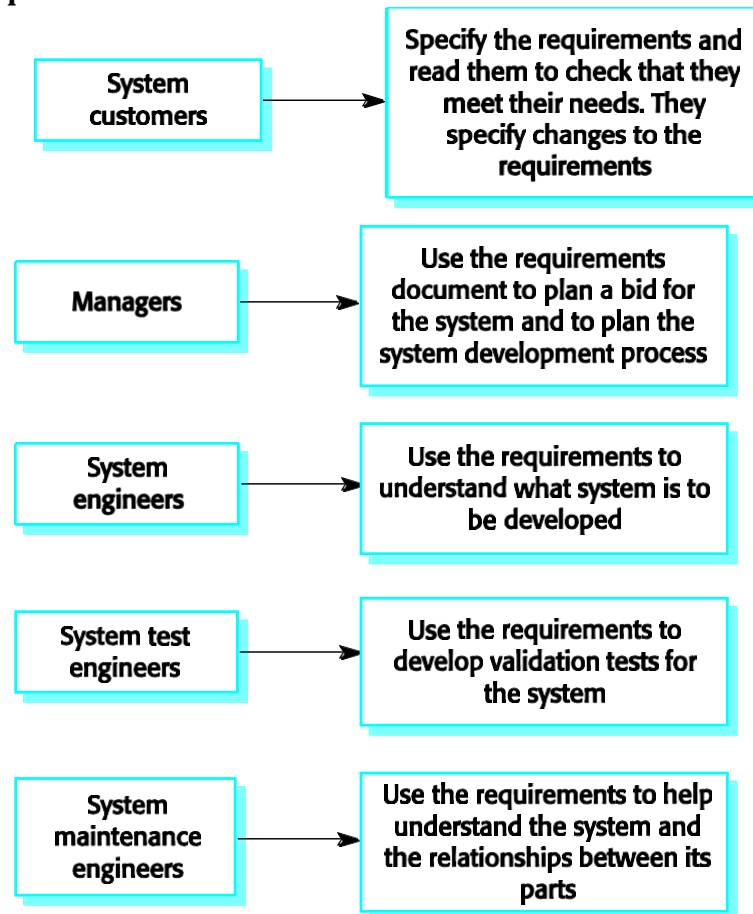 System
customers
Specify the requirements and
read them to check that they
meet their needs. They
specify changes to the
requirements
Managers
Use the requirements
document to plan a bid for
the system and to plan the
system development process
System
engineers
Use the requirements to
understand what system is to
be developed
System test
engineers
Use the requirements to
develop validation tests for
the system
System
maintenance
engineers
Use the requirements to help
understand the system and
the relationships between its
parts